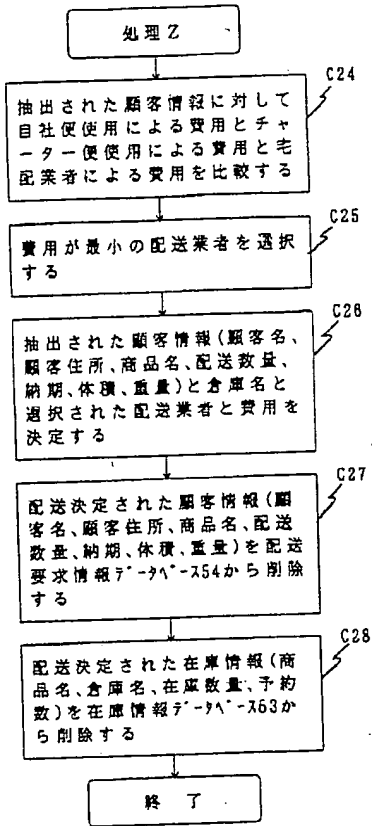 処理Z
C24
抽出された顧客情報に対して
自社便使用による費用とチャ
ーター便使用による費用と宅
配業者による費用を比較する
C25
費用が最小の配送業者を選択
する
C26
抽出された顧客情報(顧客名、
顧客住所、商品名、配送数量、
納期、体積、重量)と倉庫名と
選択された配送業者と費用を
決定する
C27
配送決定された顧客情報(顧
客名、顧客住所、商品名、配送
数量、納期、体積、重量)を配送
要求情報データベース54から削除
する
C28
配送決定された在庫情報(商
品名、倉庫名、在庫数量、予約
数)を在庫情報データベース53か
ら削除する
終了